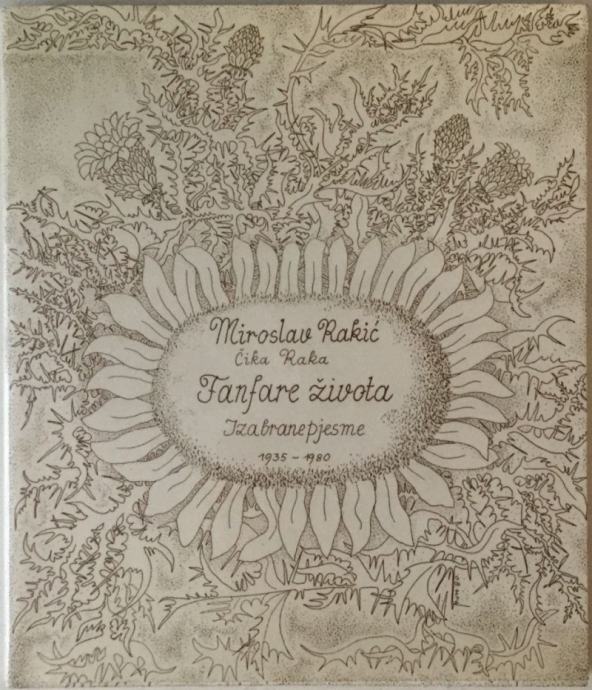 Miroslav Rakić
Čika Raka
Fanfare života
Izabrane pjesme
1935 - 1980